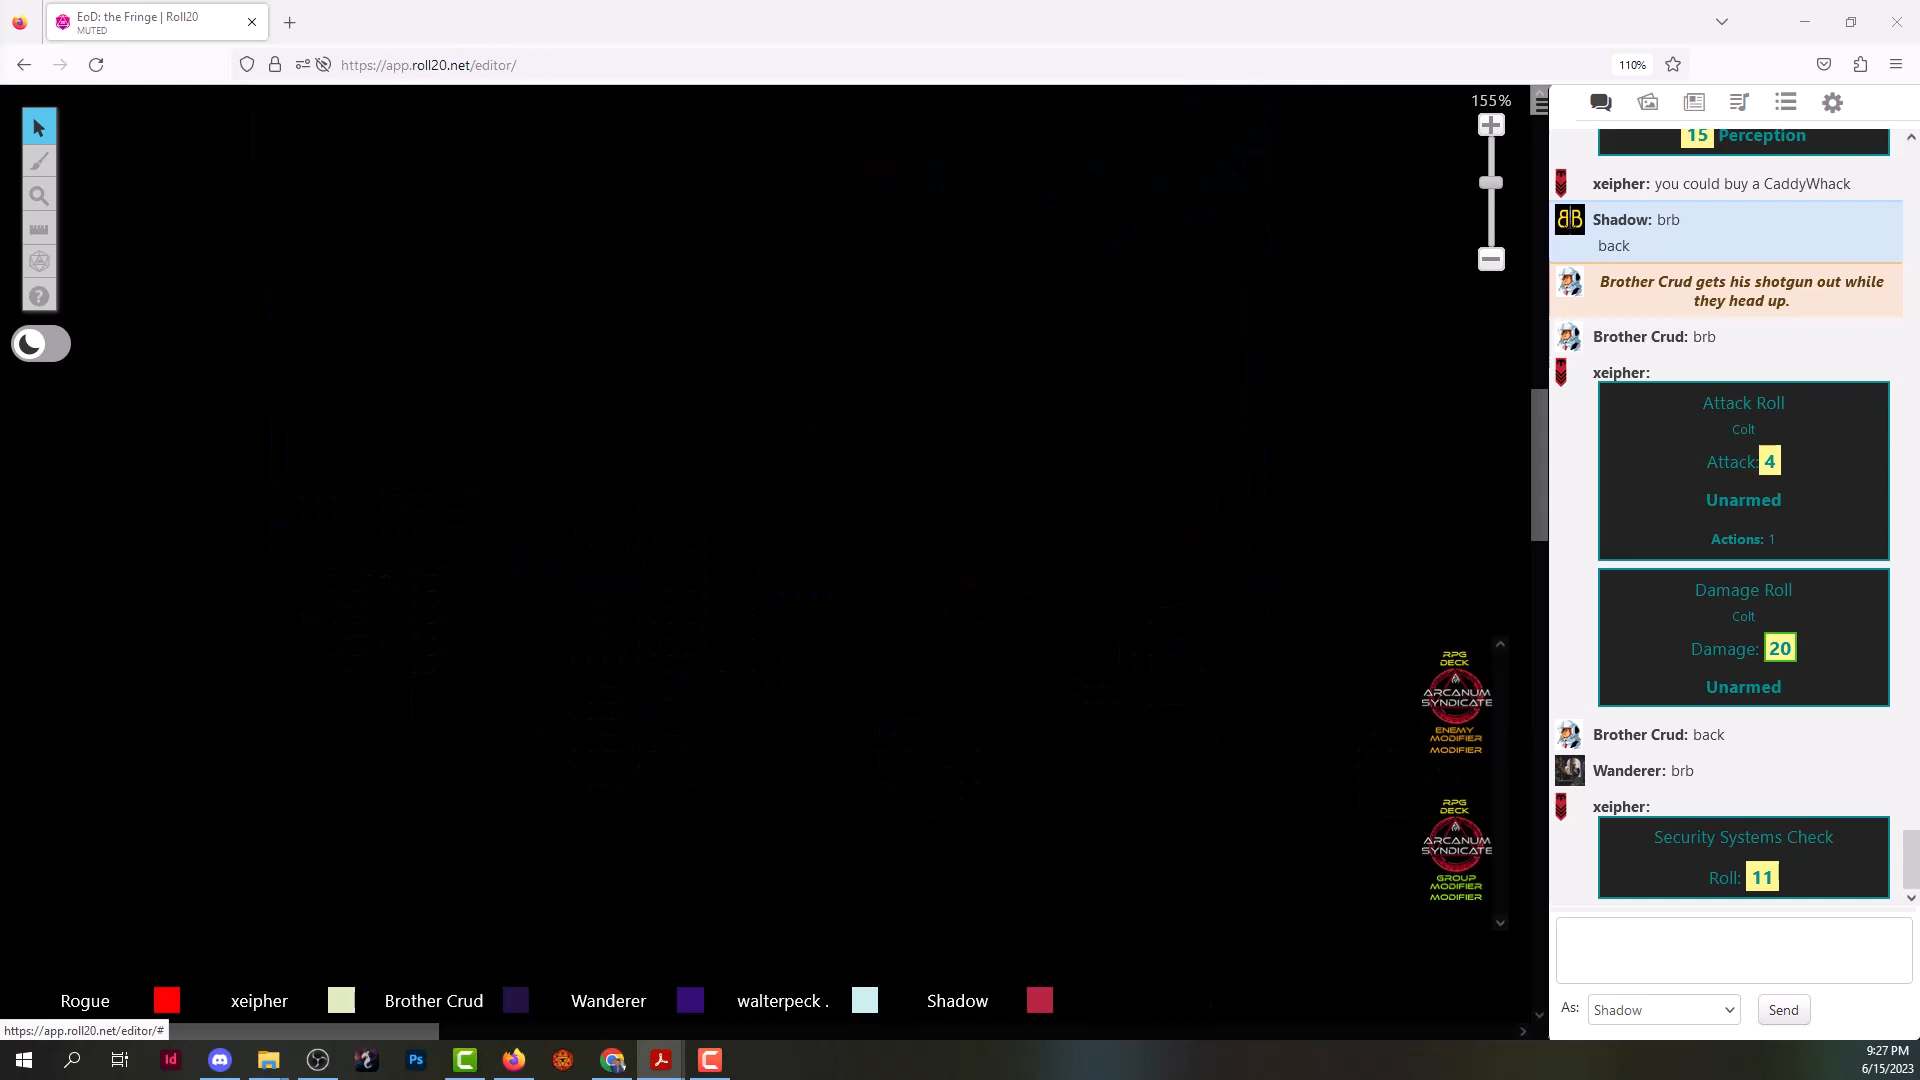 EoD: the Fringe | Roll20
MUTED
https://app.roll20.net/editor/
110%
155%
15 Perception
xeipher: you could buy a CaddyWhack
Shadow: brb
back
Brother Crud gets his shotgun out while
they head up.
Brother Crud: brb
xeipher:
Attack Roll
Colt
Attack: 4
Unarmed
Actions: 1
Damage Roll
Colt
Damage: 20
Unarmed
Brother Crud: back
Wanderer: brb
xeipher:
Security Systems Check
Roll: 11
RPG
DECK
ARCANUM
SYNDICATE
ENEMY
MODIFIER
MODIFIER
RPG
DECK
ARCANUM
SYNDICATE
GROUP
MODIFIER
MODIFIER
Rogue
xeipher
Brother Crud
Wanderer
walterpeck .
Shadow
As: Shadow
Send
https://app.roll20.net/editor/#
Id
Ps
9:27 PM
6/15/2023